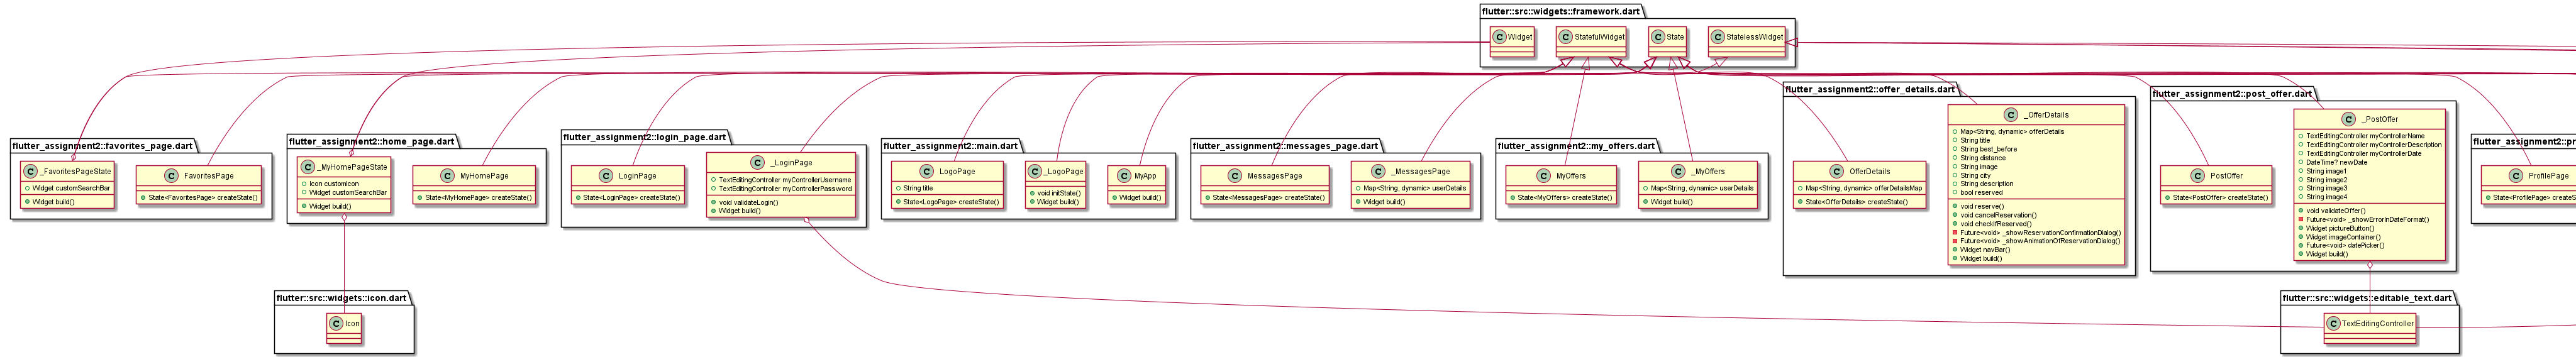 flutter::src::widgets::framework.dart
C Widget
C StatefulWidget
C State
C StatelessWidget
flutter_assignment2::favorites_page.dart
C _FavoritesPageState
Widget customSearchBar
Widget build()
C FavoritesPage
State<FavoritesPage> createState()
flutter_assignment2::home_page.dart
C _MyHomePageState
Icon customIcon
Widget customSearchBar
Widget build()
C MyHomePage
State<MyHomePage> createState()
flutter_assignment2::login_page.dart
C LoginPage
State<LoginPage> createState()
C _LoginPage
TextEditingController myControllerUsername
TextEditingController myControllerPassword
void validateLogin()
Widget build()
flutter_assignment2::main.dart
C LogoPage
String title
State<LogoPage> createState()
C _LogoPage
void initState()
Widget build()
C MyApp
Widget build()
flutter_assignment2::messages_page.dart
C MessagesPage
State<MessagesPage> createState()
C _MessagesPage
Map<String, dynamic> userDetails
Widget build()
flutter_assignment2::my_offers.dart
C MyOffers
State<MyOffers> createState()
C _MyOffers
Map<String, dynamic> userDetails
Widget build()
flutter_assignment2::offer_details.dart
C OfferDetails
Map<String, dynamic> offerDetailsMap
State<OfferDetails> createState()
C _OfferDetails
Map<String, dynamic> offerDetails
String title
String best_before
String distance
String image
String city
String description
bool reserved
void reserve()
void cancelReservation()
void checkIfReserved()
Future<void> _showReservationConfirmationDialog()
Future<void> _showAnimationOfReservationDialog()
Widget navBar()
Widget build()
flutter_assignment2::post_offer.dart
C PostOffer
State<PostOffer> createState()
C _PostOffer
TextEditingController myControllerName
TextEditingController myControllerDescription
TextEditingController myControllerDate
DateTime? newDate
String image1
String image2
String image3
String image4
void validateOffer()
Future<void> _showErrorInDateFormat()
Widget pictureButton()
Widget imageContainer()
Future<void> datePicker()
Widget build()
flutter_assignment2::pr
C ProfilePage
State<ProfilePage> createS
flutter::src::widgets::icon.dart
C Icon
flutter::src::widgets::editable_text.dart
C TextEditingController